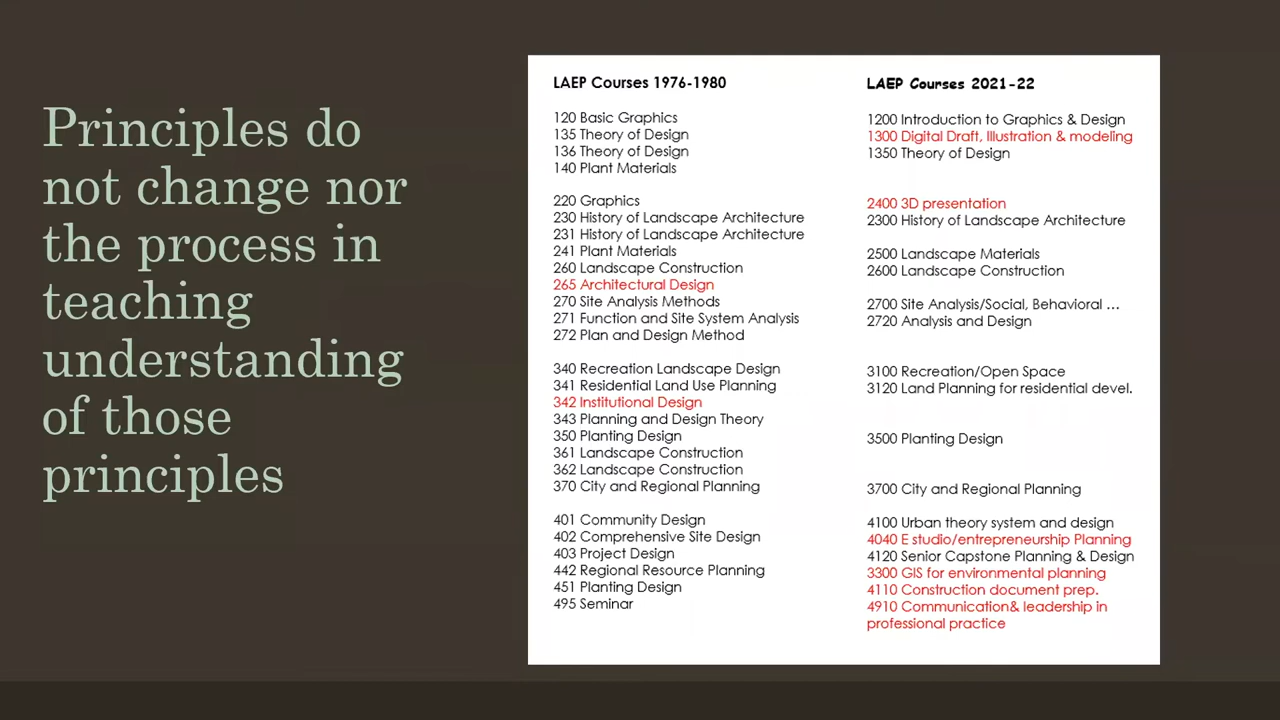 Principles do
not change nor
the process in
teaching
understanding
of those
principles
LAEP Courses 1976-1980
120 Basic Graphics
135 Theory of Design
136 Theory of Design
140 Plant Materials
220 Graphics
230 History of Landscape Architecture
231 History of Landscape Architecture
241 Plant Materials
260 Landscape Construction
265 Architectural Design
270 Site Analysis Methods
271 Function and Site System Analysis
272 Plan and Design Method
340 Recreation Landscape Design
341 Residential Land Use Planning
342 Institutional Design
343 Planning and Design Theory
350 Planting Design
361 Landscape Construction
362 Landscape Construction
370 City and Regional Planning
401 Community Design
402 Comprehensive Site Design
403 Project Design
442 Regional Resource Planning
451 Planting Design
495 Seminar
LAEP Courses 2021-22
1200 Introduction to Graphics & Design
1300 Digital Draft, Illustration & modeling
1350 Theory of Design
2400 3D presentation
2300 History of Landscape Architecture
2500 Landscape Materials
2600 Landscape Construction
2700 Site Analysis/Social, Behavioral …
2720 Analysis and Design
3100 Recreation/Open Space
3120 Land Planning for residential devel.
3500 Planting Design
3700 City and Regional Planning
4100 Urban theory system and design
4040 E studio/entrepreneurship Planning
4120 Senior Capstone Planning & Design
3300 GIS for environmental planning
4110 Construction document prep.
4910 Communication& leadership in
professional practice